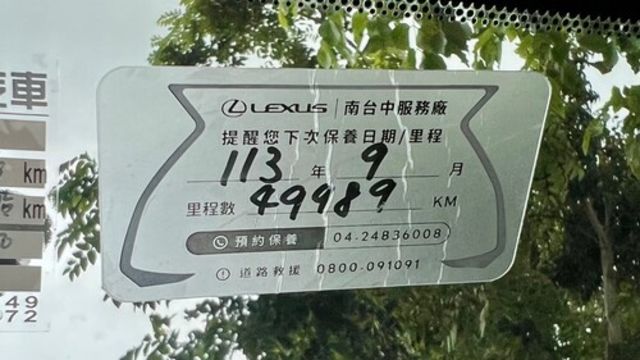 LEXUS 南台中服務廠
提醒您下次保養日期/里程
113 年 9 月
里程數 49989 KM
預約保養 04-24836008
道路救援 0800-091091
車
km
km
49
072